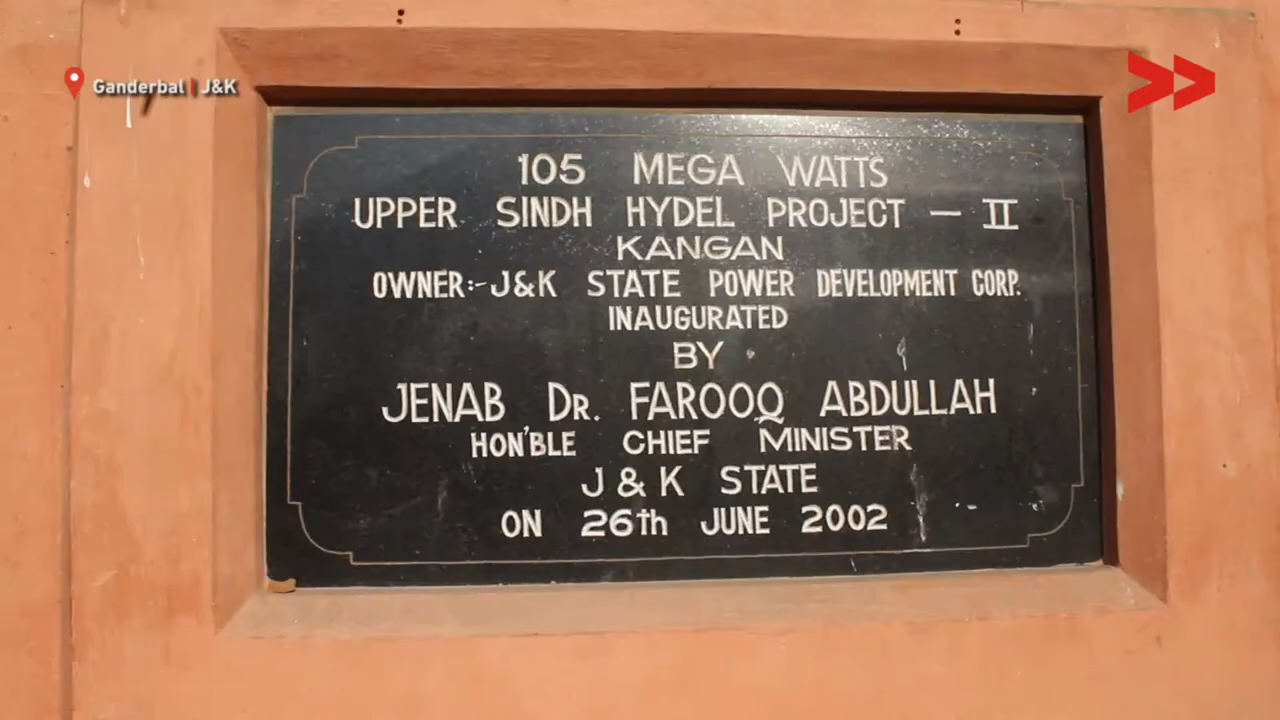 Ganderbal | J&K
105 MEGA WATTS
UPPER SINDH HYDEL PROJECT — II
KANGAN
OWNER:-J&K STATE POWER DEVELOPMENT CORP.
INAUGURATED
BY
JENAB DR. FAROOQ ABDULLAH
HON'BLE CHIEF MINISTER
J & K STATE
ON 26th JUNE 2002